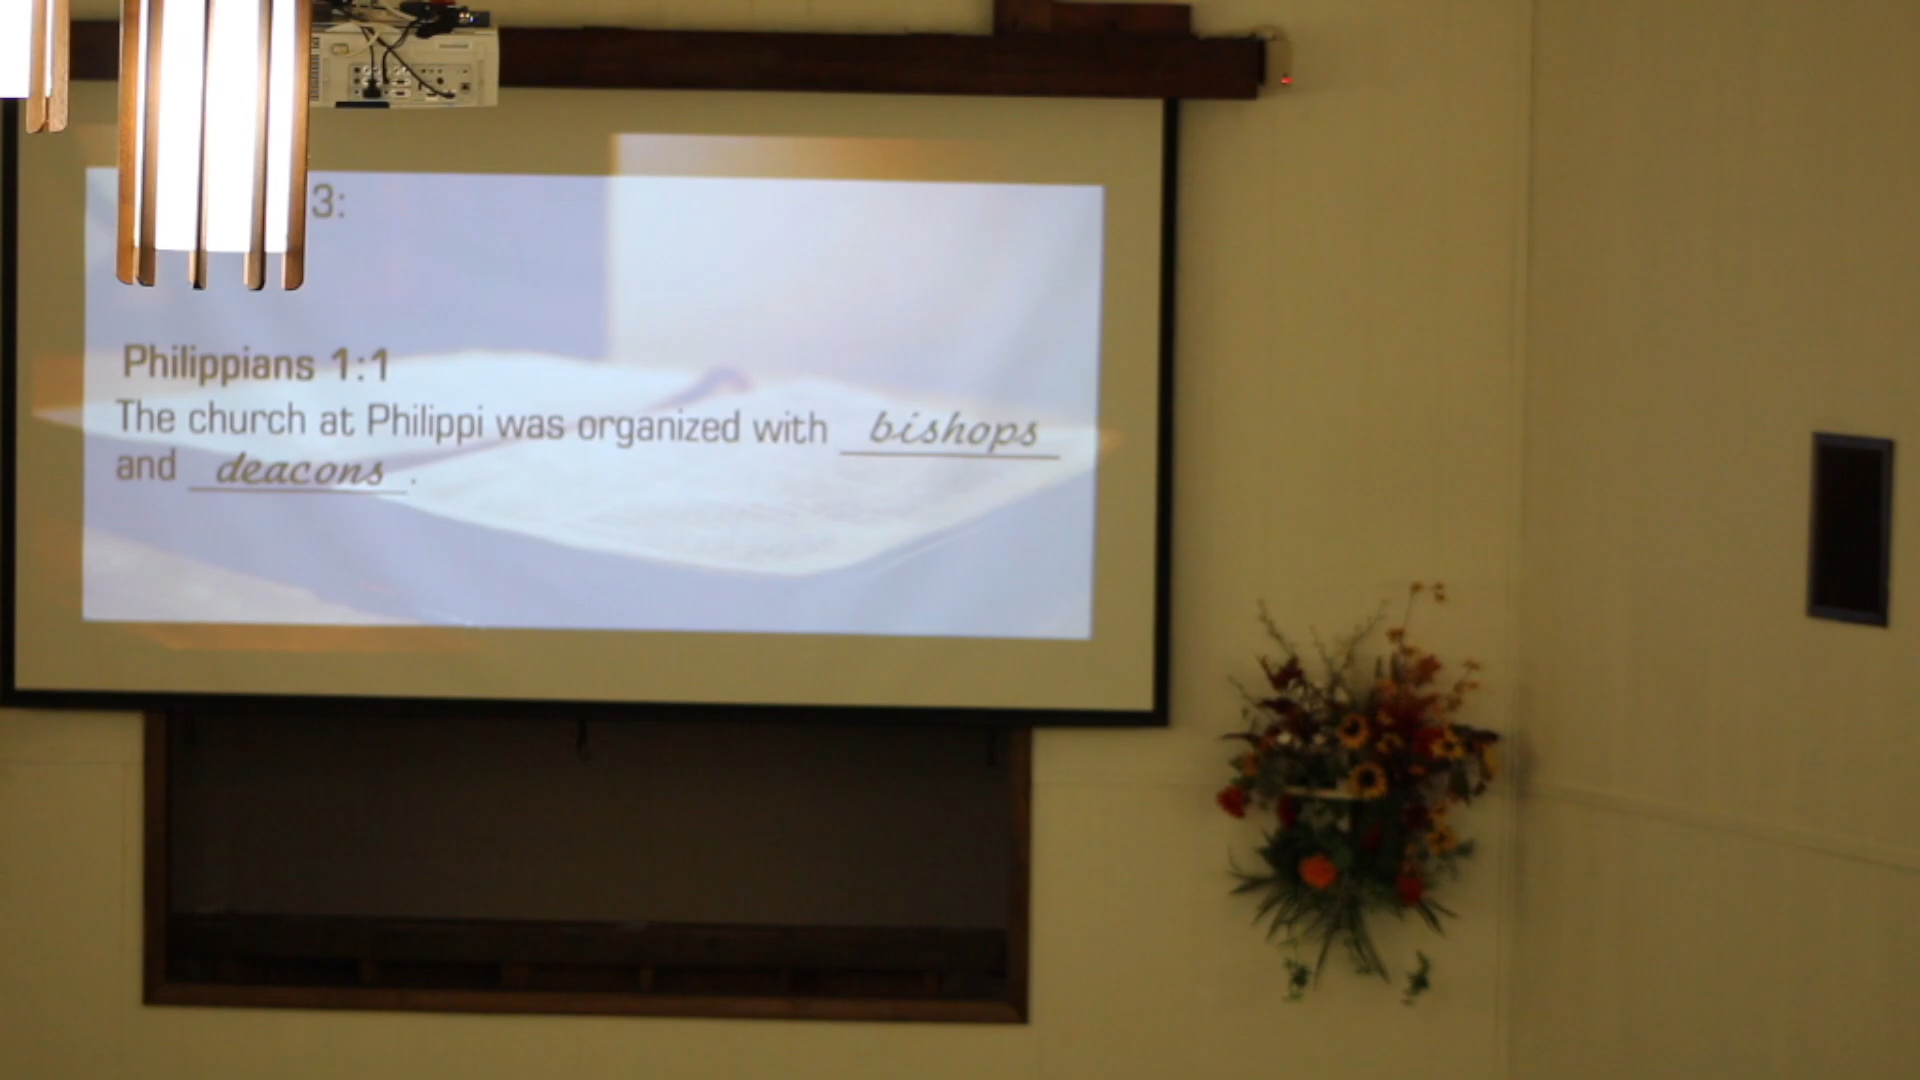 3:
Philippians 1:1
The church at Philippi was organized with bishops
and deacons.